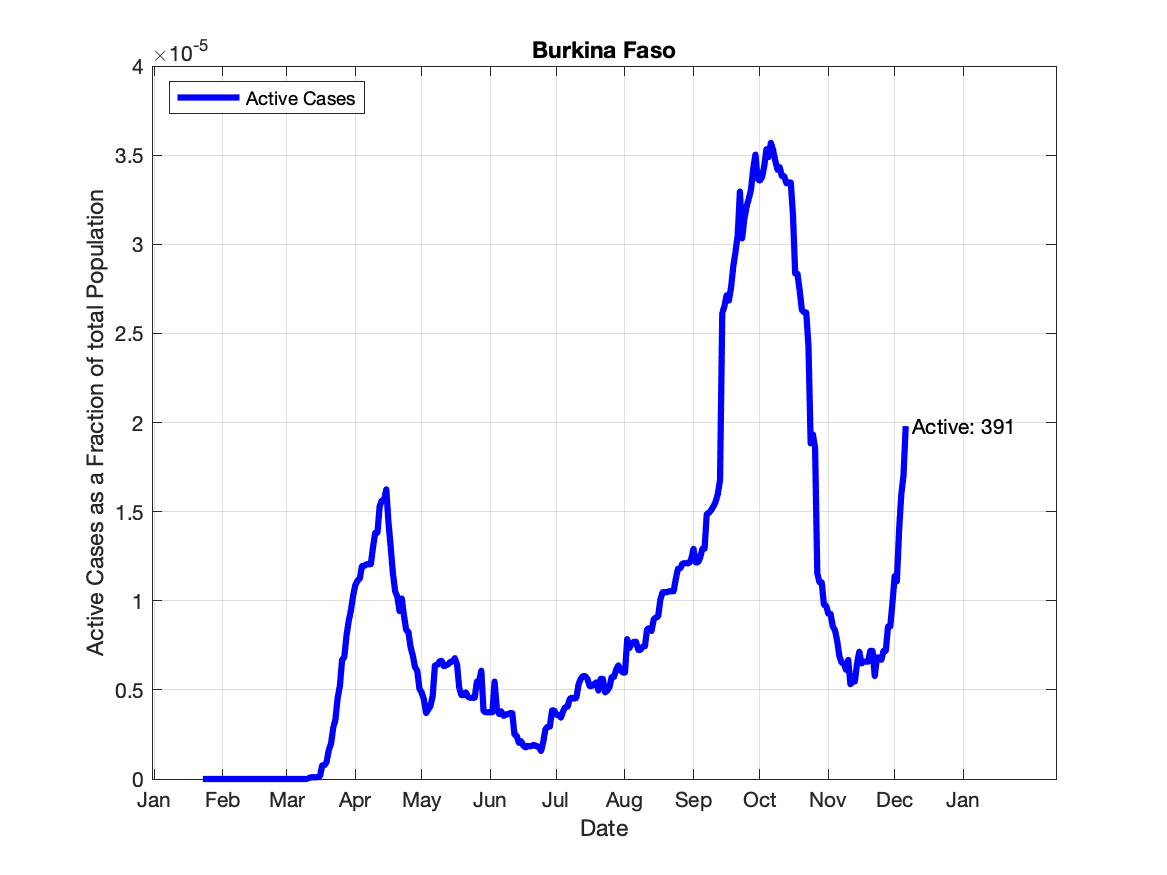 Burkina Faso
×10-5
Active Cases
4
3.5
3
2.5
2
1.5
1
0.5
0
Active Cases as a Fraction of total Population
Active: 391
Jan Feb Mar Apr May Jun Jul Aug Sep Oct Nov Dec Jan
Date